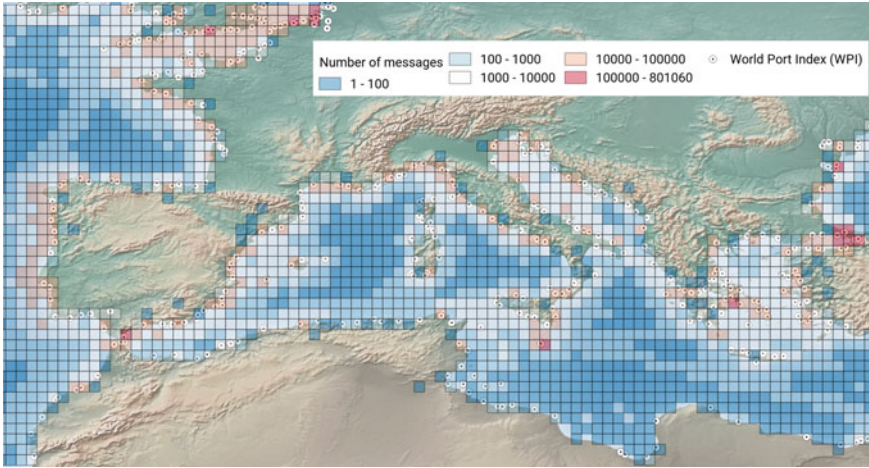 Number of messages
1 - 100
100 - 1000
1000 - 10000
10000 - 100000
100000 - 801060
World Port Index (WPI)